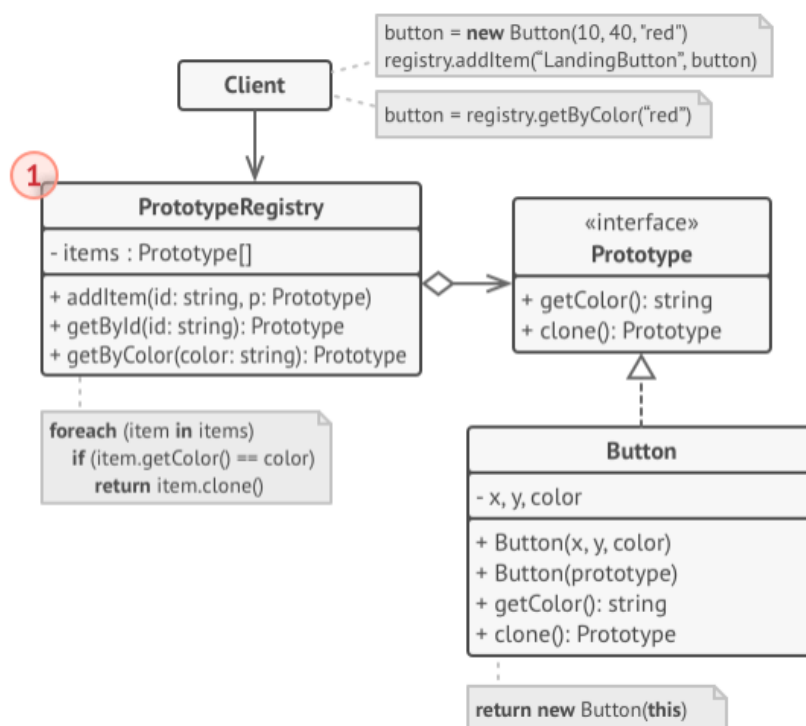 button = new Button(10, 40, "red")
registry.addItem(“LandingButton”, button)
Client
button = registry.getByColor(“red”)
1
PrototypeRegistry
- items : Prototype[]
+ addItem(id: string, p: Prototype)
+ getById(id: string): Prototype
+ getByColor(color: string): Prototype
«interface»
Prototype
+ getColor(): string
+ clone(): Prototype
foreach (item in items)
if (item.getColor() == color)
return item.clone()
Button
- x, y, color
+ Button(x, y, color)
+ Button(prototype)
+ getColor(): string
+ clone(): Prototype
return new Button(this)